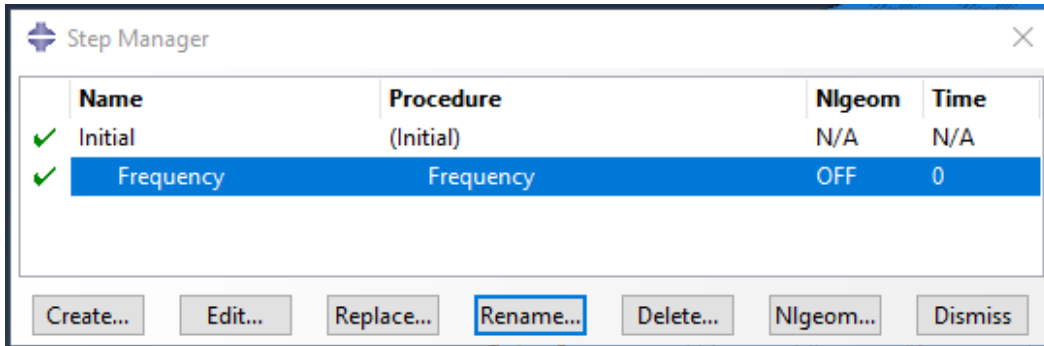 Step Manager
Name Procedure Nlgeom Time
Initial (Initial) N/A N/A
Frequency Frequency OFF 0
Create... Edit... Replace... Rename... Delete... Nlgeom... Dismiss